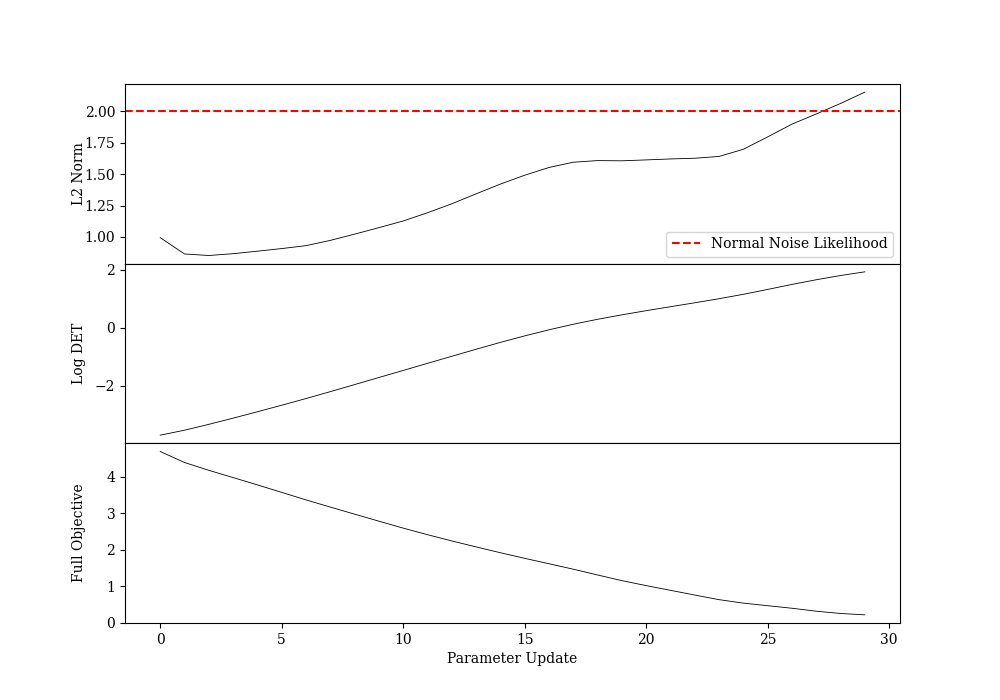 L2 Norm
2.00
1.75
1.50
1.25
1.00
Normal Noise Likelihood
Log DET
2
0
−2
Full Objective
4
3
2
1
0
0 5 10 15 20 25 30
Parameter Update